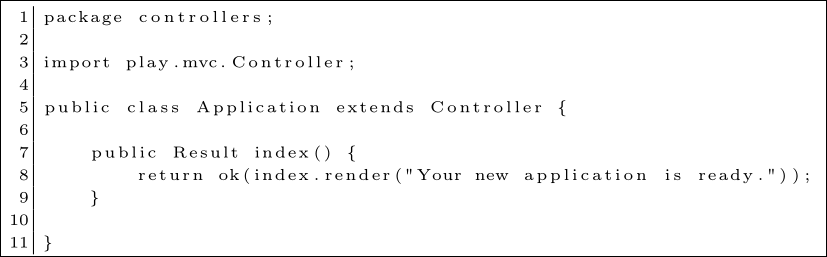 1 package controllers;
2
3 import play.mvc.Controller;
4
5 public class Application extends Controller {
6
7     public Result index() {
8         return ok(index.render("Your new application is ready."));
9     }
10
11 }